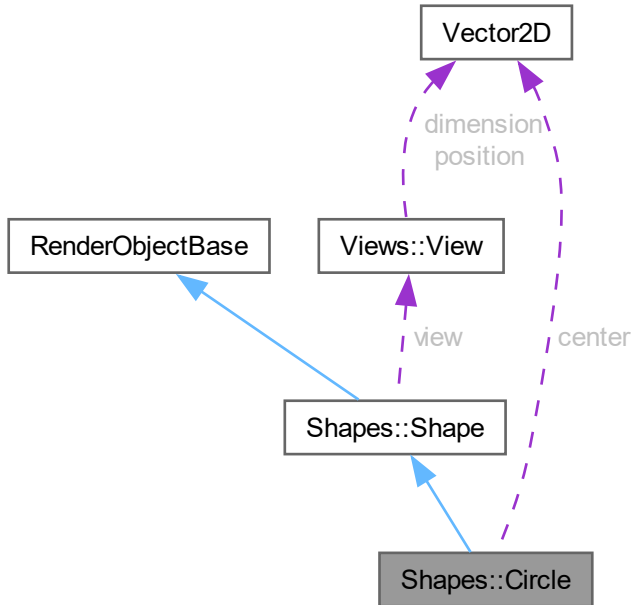 Vector2D
dimension
position
RenderObjectBase
Views::View
view
center
Shapes::Shape
Shapes::Circle